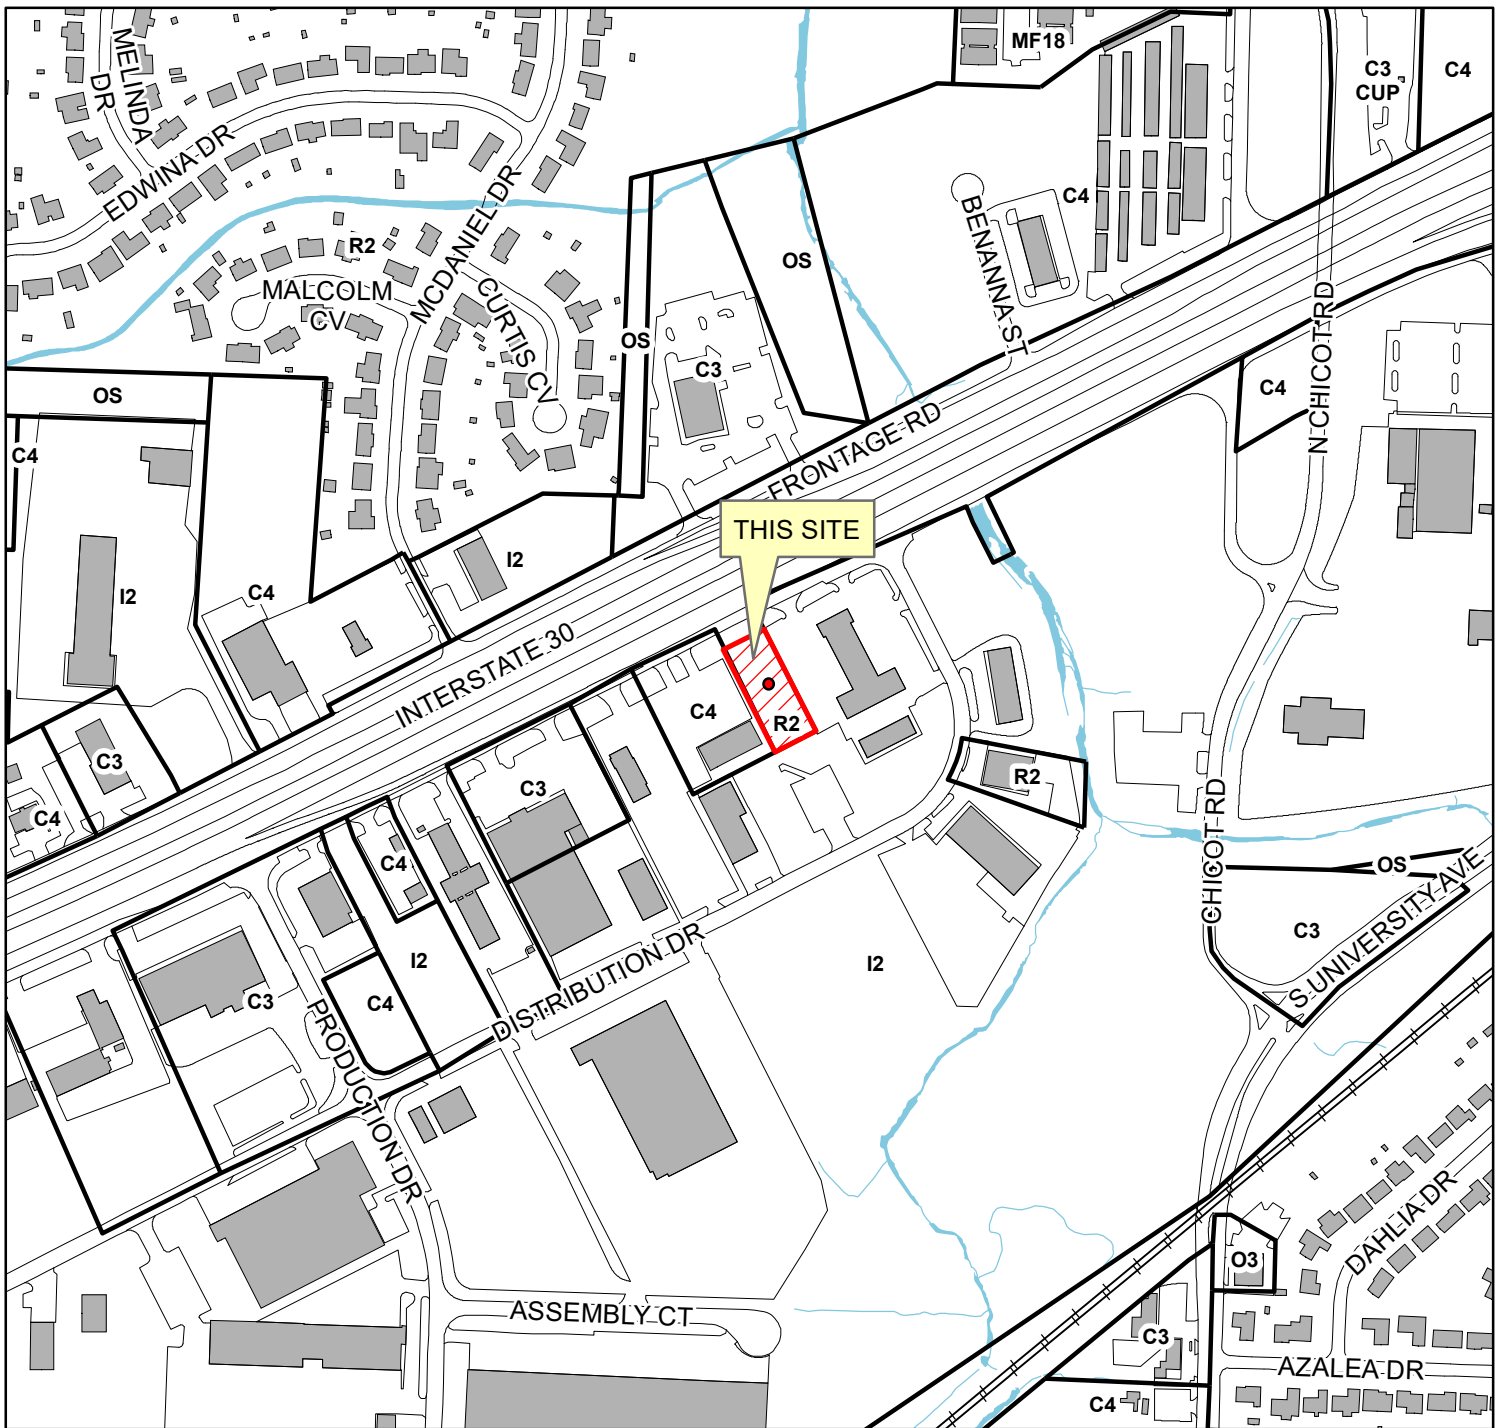 MF18
C3
CUP
C4
MELINDA
DR
EDWINA DR
MCDANIEL DR
C4
BENANNA ST
R2
OS
MALCOLM
CV
CURTIS CV
N CHICOT RD
OS
C3
C4
OS
FRONTAGE RD
C4
THIS SITE
I2
I2
C4
INTERSTATE 30
C4
R2
C3
R2
C3
C4
C4
CHICOT RD
OS
S UNIVERSITY AVE
C3
I2
I2
DISTRIBUTION DR
C3
C4
PRODUCTION DR
DAHLIA DR
O3
ASSEMBLY CT
C3
AZALEA DR
C4